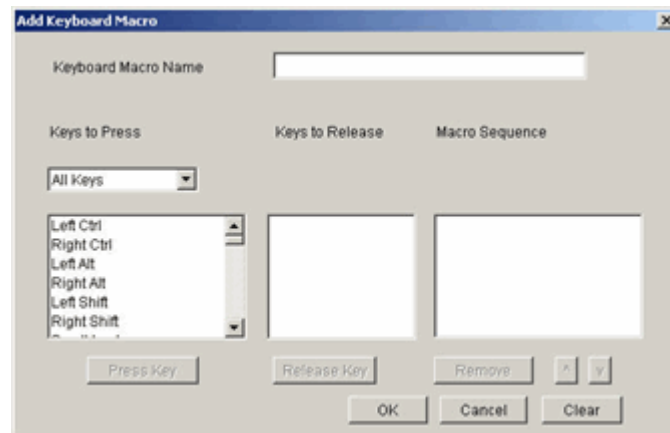 Add Keyboard Macro
Keyboard Macro Name
Keys to Press
Keys to Release
Macro Sequence
All Keys
Left Ctrl
Right Ctrl
Left Alt
Right Alt
Left Shift
Right Shift
Press Key
Release Key
Remove
^
v
OK
Cancel
Clear